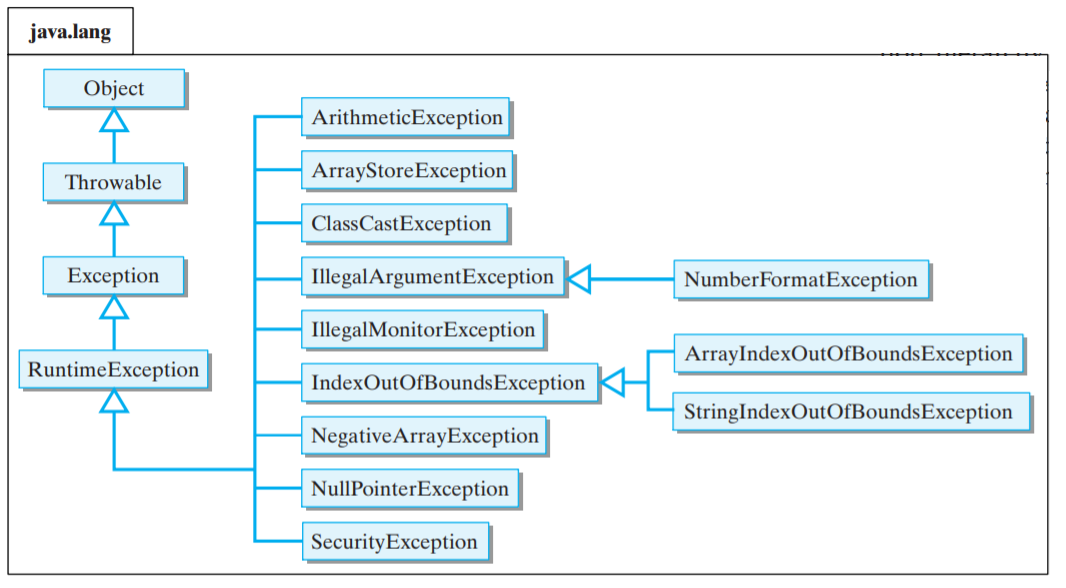 java.lang
Object
Throwable
Exception
RuntimeException
ArithmeticException
ArrayStoreException
ClassCastException
IllegalArgumentException
IllegalMonitorException
IndexOutOfBoundsException
NegativeArrayException
NullPointerException
SecurityException
NumberFormatException
ArrayIndexOutOfBoundsException
StringIndexOutOfBoundsException